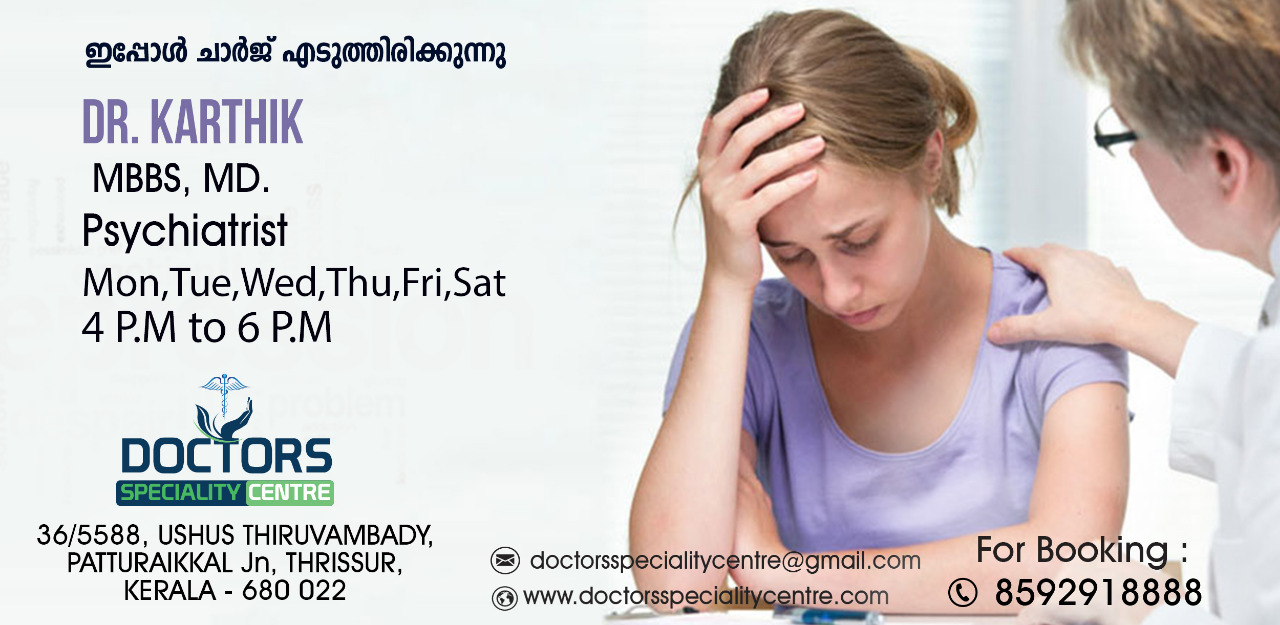 ഇപ്പോൾ ചാർജ് എടുത്തിരിക്കുന്നു
DR. KARTHIK
MBBS, MD.
Psychiatrist
Mon,Tue,Wed,Thu,Fri,Sat
4 P.M to 6 P.M
problem
DOCTORS
SPECIALITY CENTRE
36/5588, USHUS THIRUVAMBADY,
PATTURAIKKAL Jn, THRISSUR,
KERALA - 680 022
doctorsspecialitycentre@gmail.com
www.doctorsspecialitycentre.com
For Booking :
8592918888